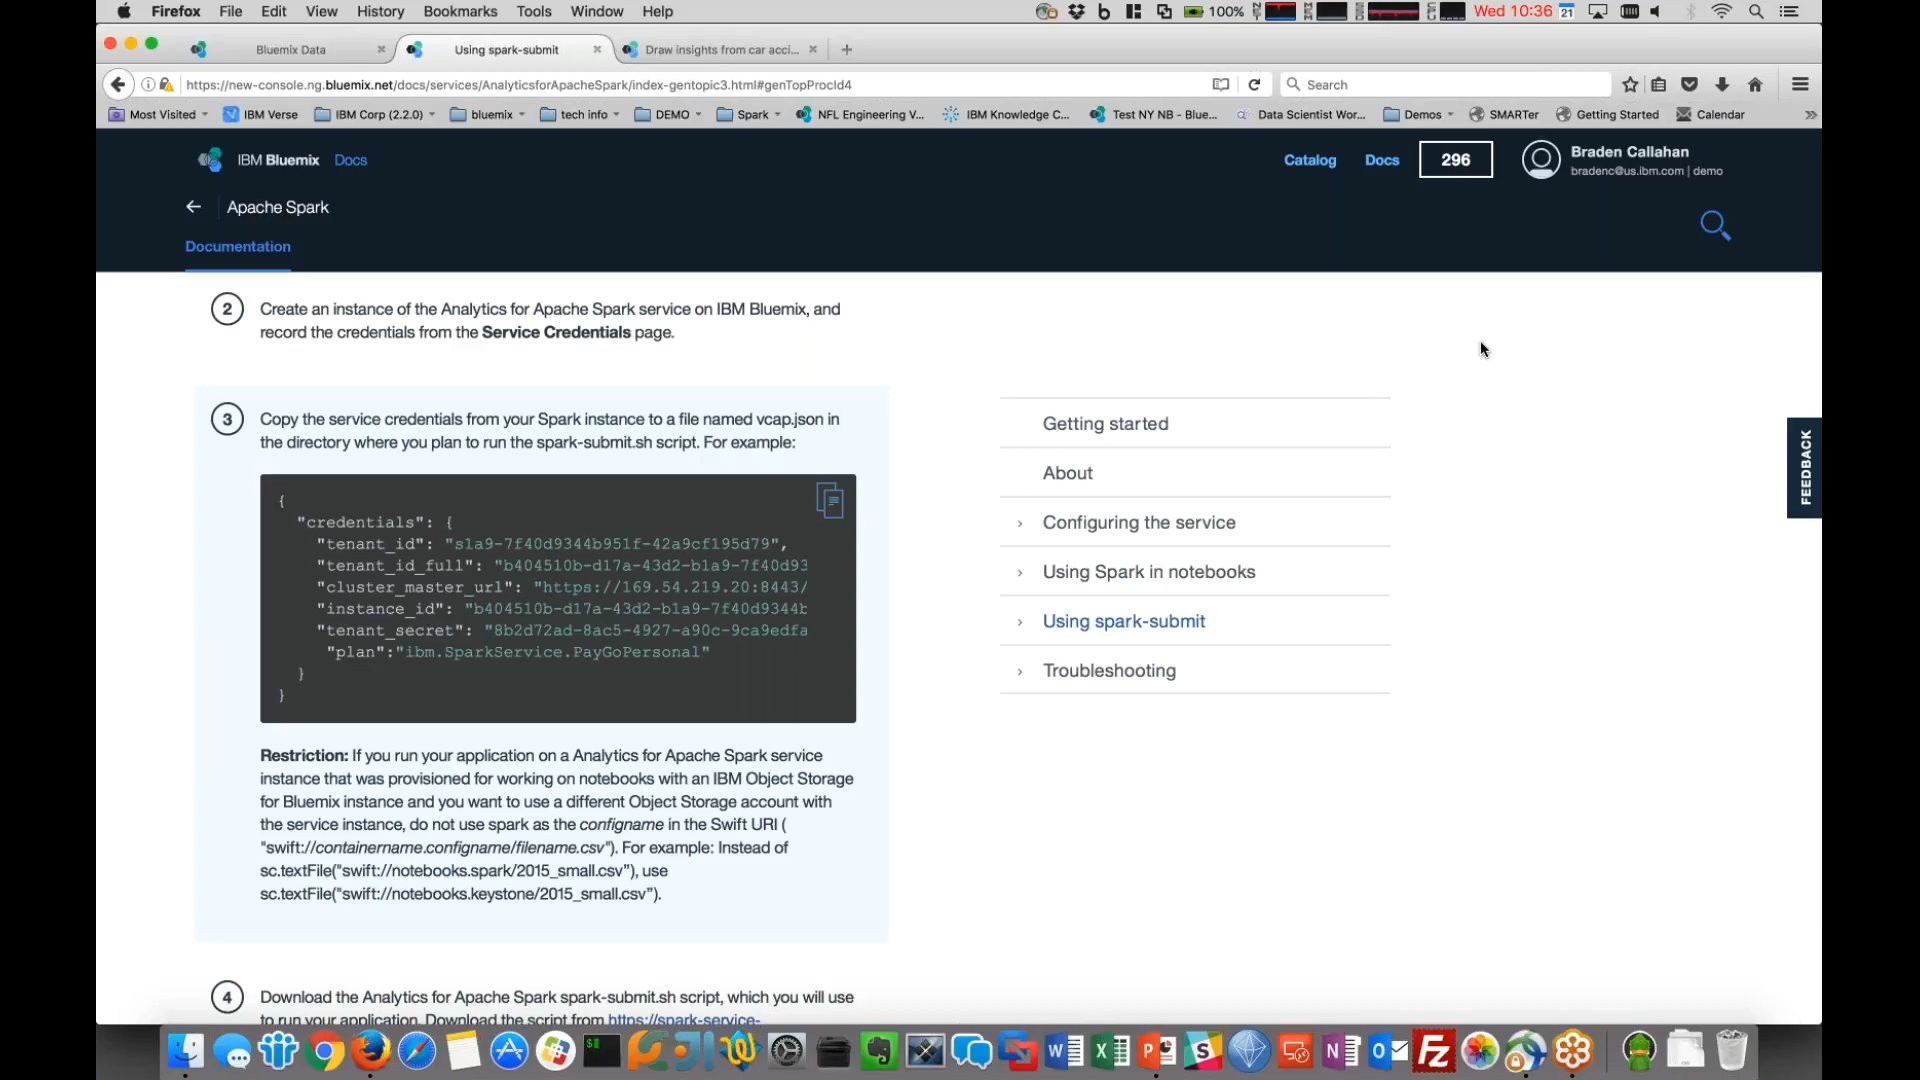 Firefox File Edit View History Bookmarks Tools Window Help 100% Wed 10:36 21
Bluemix Data
Using spark-submit
Draw insights from car acci...
https://new-console.ng.bluemix.net/docs/services/AnalyticsforApacheSpark/index-gentopic3.html#genTopProcId4
Search
Most Visited IBM Verse IBM Corp (2.2.0) bluemix tech info DEMO Spark NFL Engineering V... IBM Knowledge C... Test NY NB - Blue... Data Scientist Wor... Demos SMARTer Getting Started Calendar
IBM Bluemix Docs
Catalog Docs 296
Braden Callahan
bradenc@us.ibm.com | demo
Apache Spark
Documentation
2 Create an instance of the Analytics for Apache Spark service on IBM Bluemix, and
record the credentials from the Service Credentials page.
3 Copy the service credentials from your Spark instance to a file named vcap.json in
the directory where you plan to run the spark-submit.sh script. For example:
{
"credentials": {
"tenant_id": "s1a9-7f40d9344b951f-42a9cf195d79",
"tenant_id_full": "b404510b-d17a-43d2-b1a9-7f40d93
"cluster_master_url": "https://169.54.219.20:8443/
"instance_id": "b404510b-d17a-43d2-b1a9-7f40d9344b
"tenant_secret": "8b2d72ad-8ac5-4927-a90c-9ca9edfa
"plan":"ibm.SparkService.PayGoPersonal"
}
}
Restriction: If you run your application on a Analytics for Apache Spark service
instance that was provisioned for working on notebooks with an IBM Object Storage
for Bluemix instance and you want to use a different Object Storage account with
the service instance, do not use spark as the configname in the Swift URI (
"swift://containername.configname/filename.csv"). For example: Instead of
sc.textFile("swift://notebooks.spark/2015_small.csv"), use
sc.textFile("swift://notebooks.keystone/2015_small.csv").
4 Download the Analytics for Apache Spark spark-submit.sh script, which you will use
to run your application. Download the script from https://spark-service-
Getting started
About
Configuring the service
Using Spark in notebooks
Using spark-submit
Troubleshooting
FEEDBACK